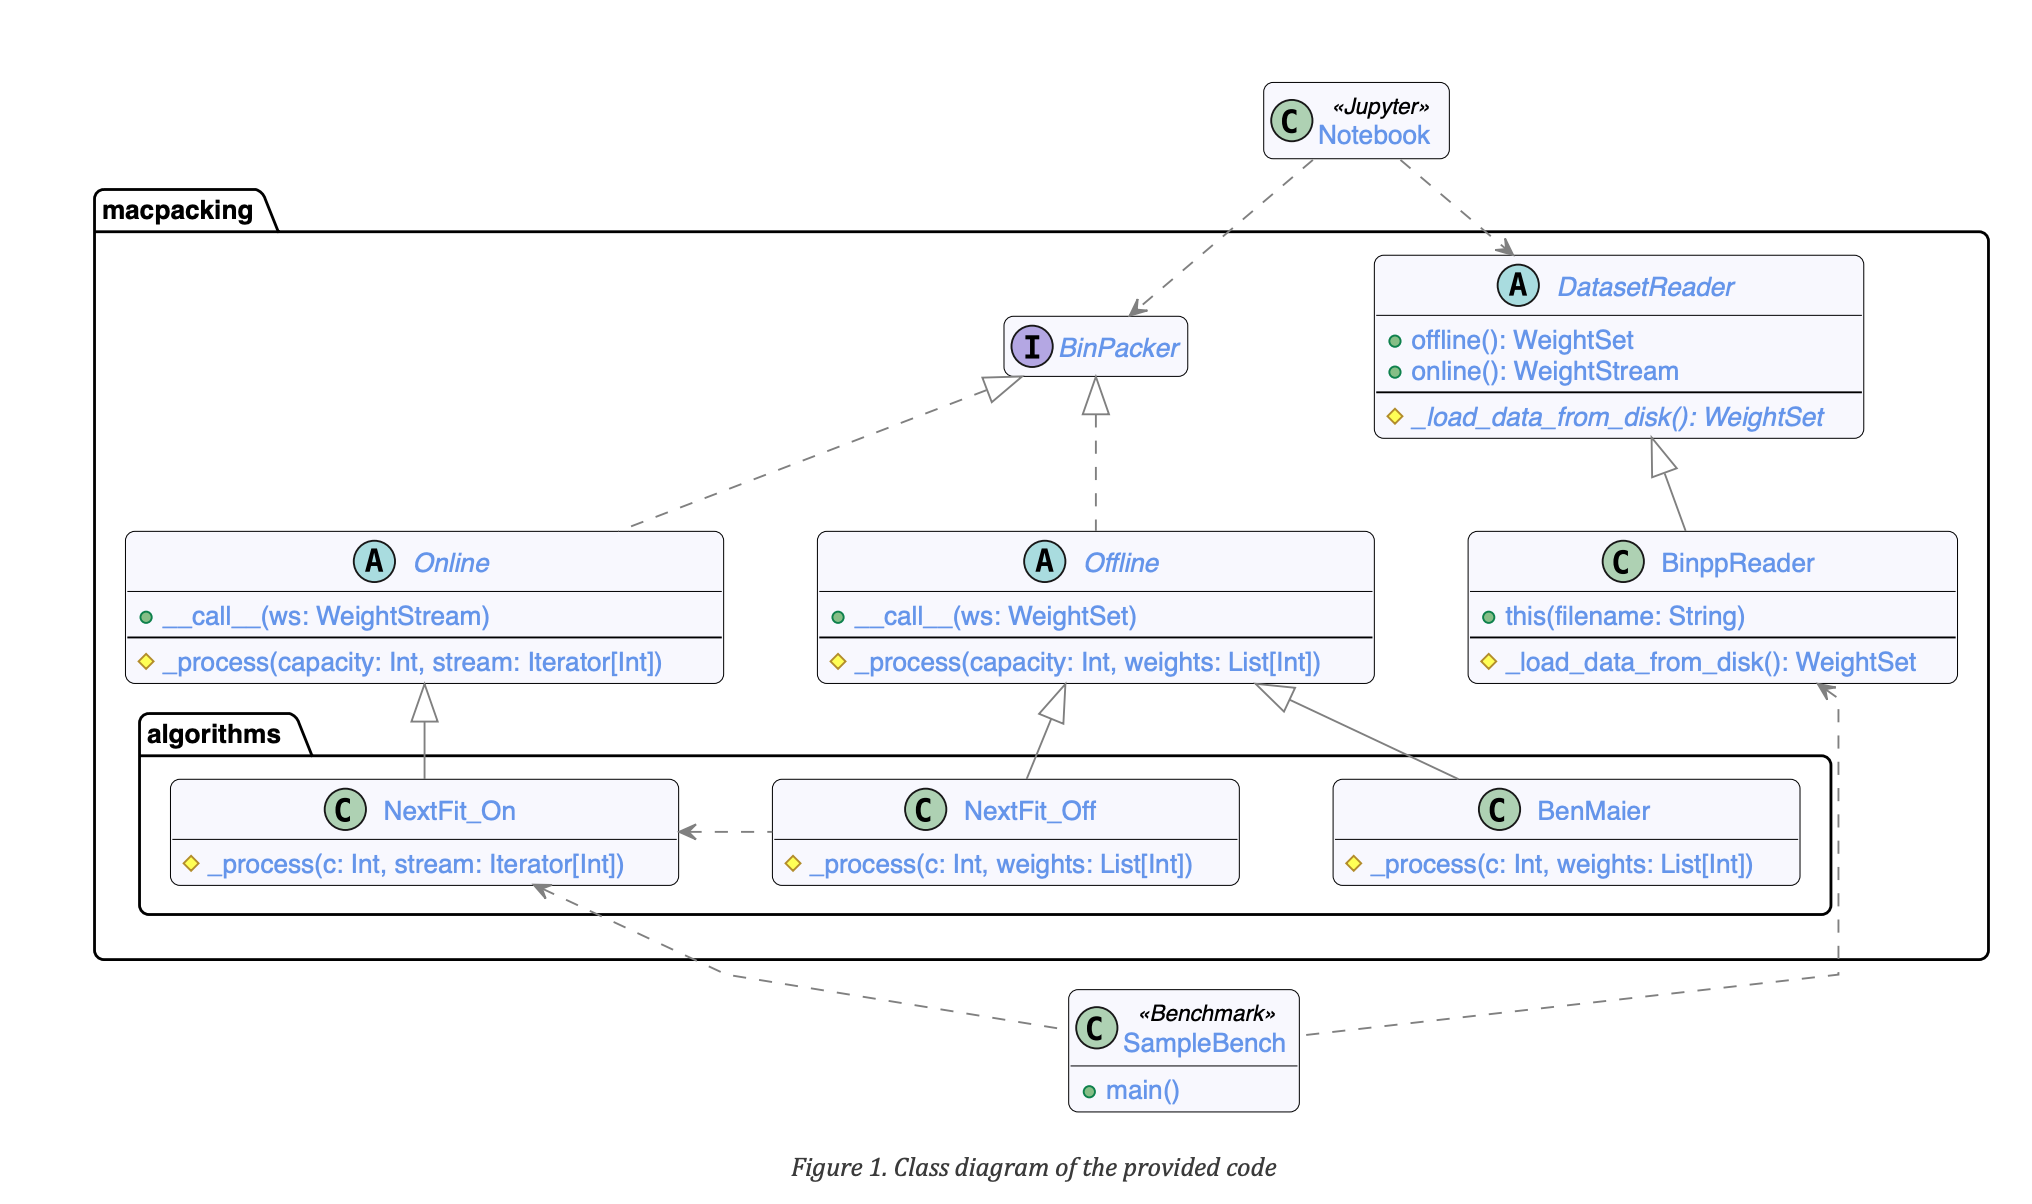 «Jupyter»
C
Notebook
macpacking
A DatasetReader
offline(): WeightSet
online(): WeightStream
_load_data_from_disk(): WeightSet
I BinPacker
A Online
__call__(ws: WeightStream)
_process(capacity: Int, stream: Iterator[Int])
A Offline
__call__(ws: WeightSet)
_process(capacity: Int, weights: List[Int])
C BinppReader
this(filename: String)
_load_data_from_disk(): WeightSet
algorithms
C NextFit_On
_process(c: Int, stream: Iterator[Int])
C NextFit_Off
_process(c: Int, weights: List[Int])
C BenMaier
_process(c: Int, weights: List[Int])
«Benchmark»
C
SampleBench
main()
Figure 1. Class diagram of the provided code